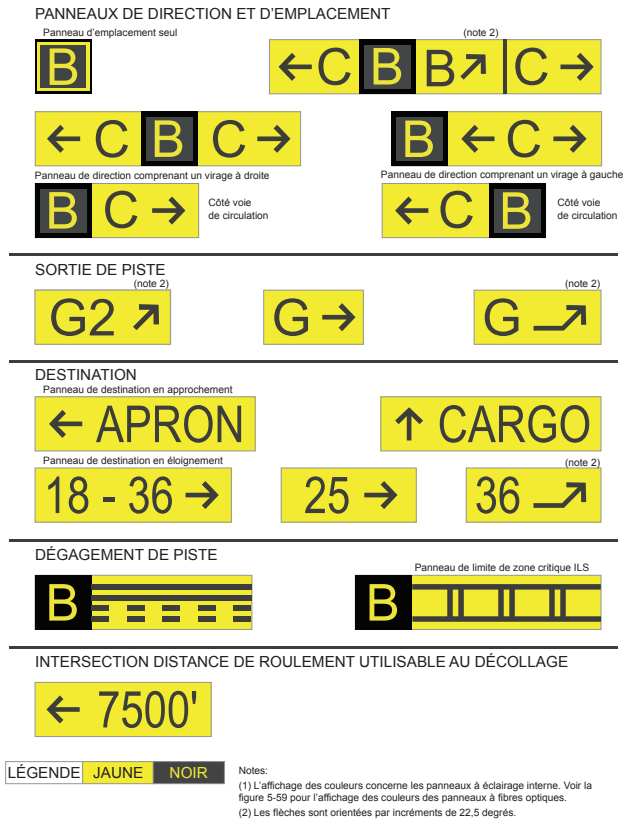 PANNEAUX DE DIRECTION ET D'EMPLACEMENT
Panneau d'emplacement seul
(note 2)
B
←C B B↗ C→
← C B C →
B ← C →
Panneau de direction comprenant un virage à droite
Panneau de direction comprenant un virage à gauche
B C →
Côté voie
de circulation
← C B
Côté voie
de circulation
SORTIE DE PISTE
(note 2)
(note 2)
G2 ↗
G →
G ↗
DESTINATION
Panneau de destination en approchement
← APRON
↑ CARGO
Panneau de destination en éloignement
(note 2)
18 - 36 →
25 →
36 ↗
DÉGAGEMENT DE PISTE
Panneau de limite de zone critique ILS
B
B
INTERSECTION DISTANCE DE ROULEMENT UTILISABLE AU DÉCOLLAGE
← 7500'
LÉGENDE JAUNE NOIR
Notes:
(1) L'affichage des couleurs concerne les panneaux à éclairage interne. Voir la
figure 5-59 pour l'affichage des couleurs des panneaux à fibres optiques.
(2) Les flèches sont orientées par incréments de 22,5 degrés.